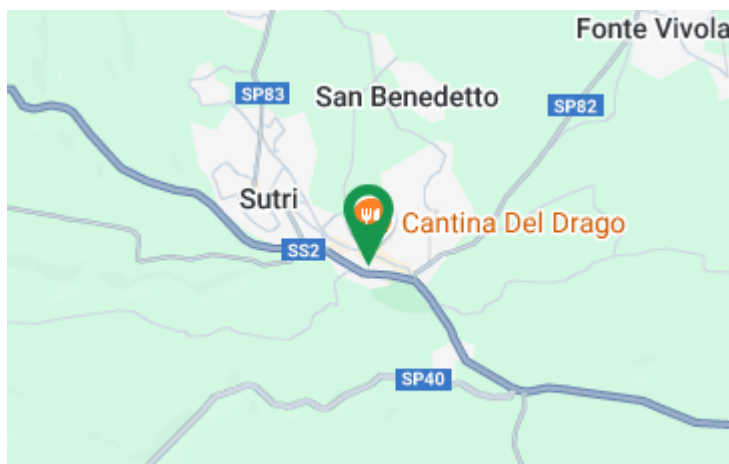 Fonte Vivola
SP83
San Benedetto
SP82
Sutri
Cantina Del Drago
SS2
SP40